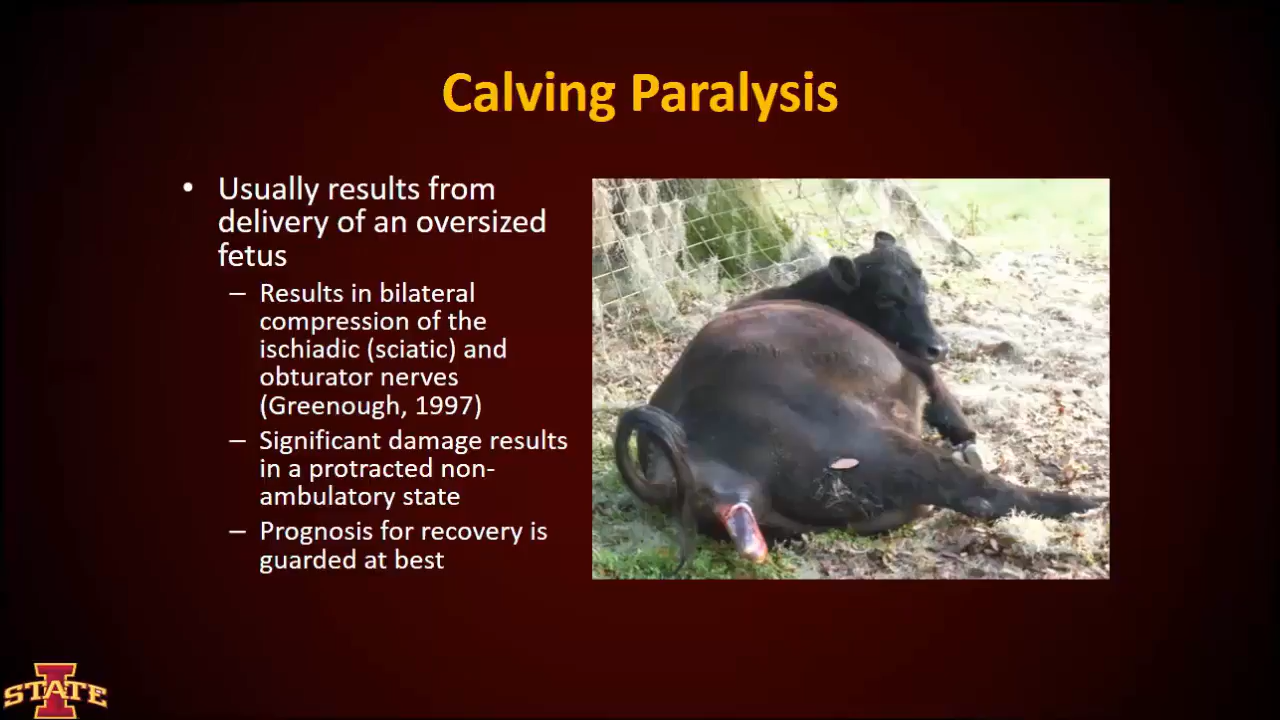 Calving Paralysis
• Usually results from
delivery of an oversized
fetus
– Results in bilateral
compression of the
ischiadic (sciatic) and
obturator nerves
(Greenough, 1997)
– Significant damage results
in a protracted non-
ambulatory state
– Prognosis for recovery is
guarded at best
I
STATE